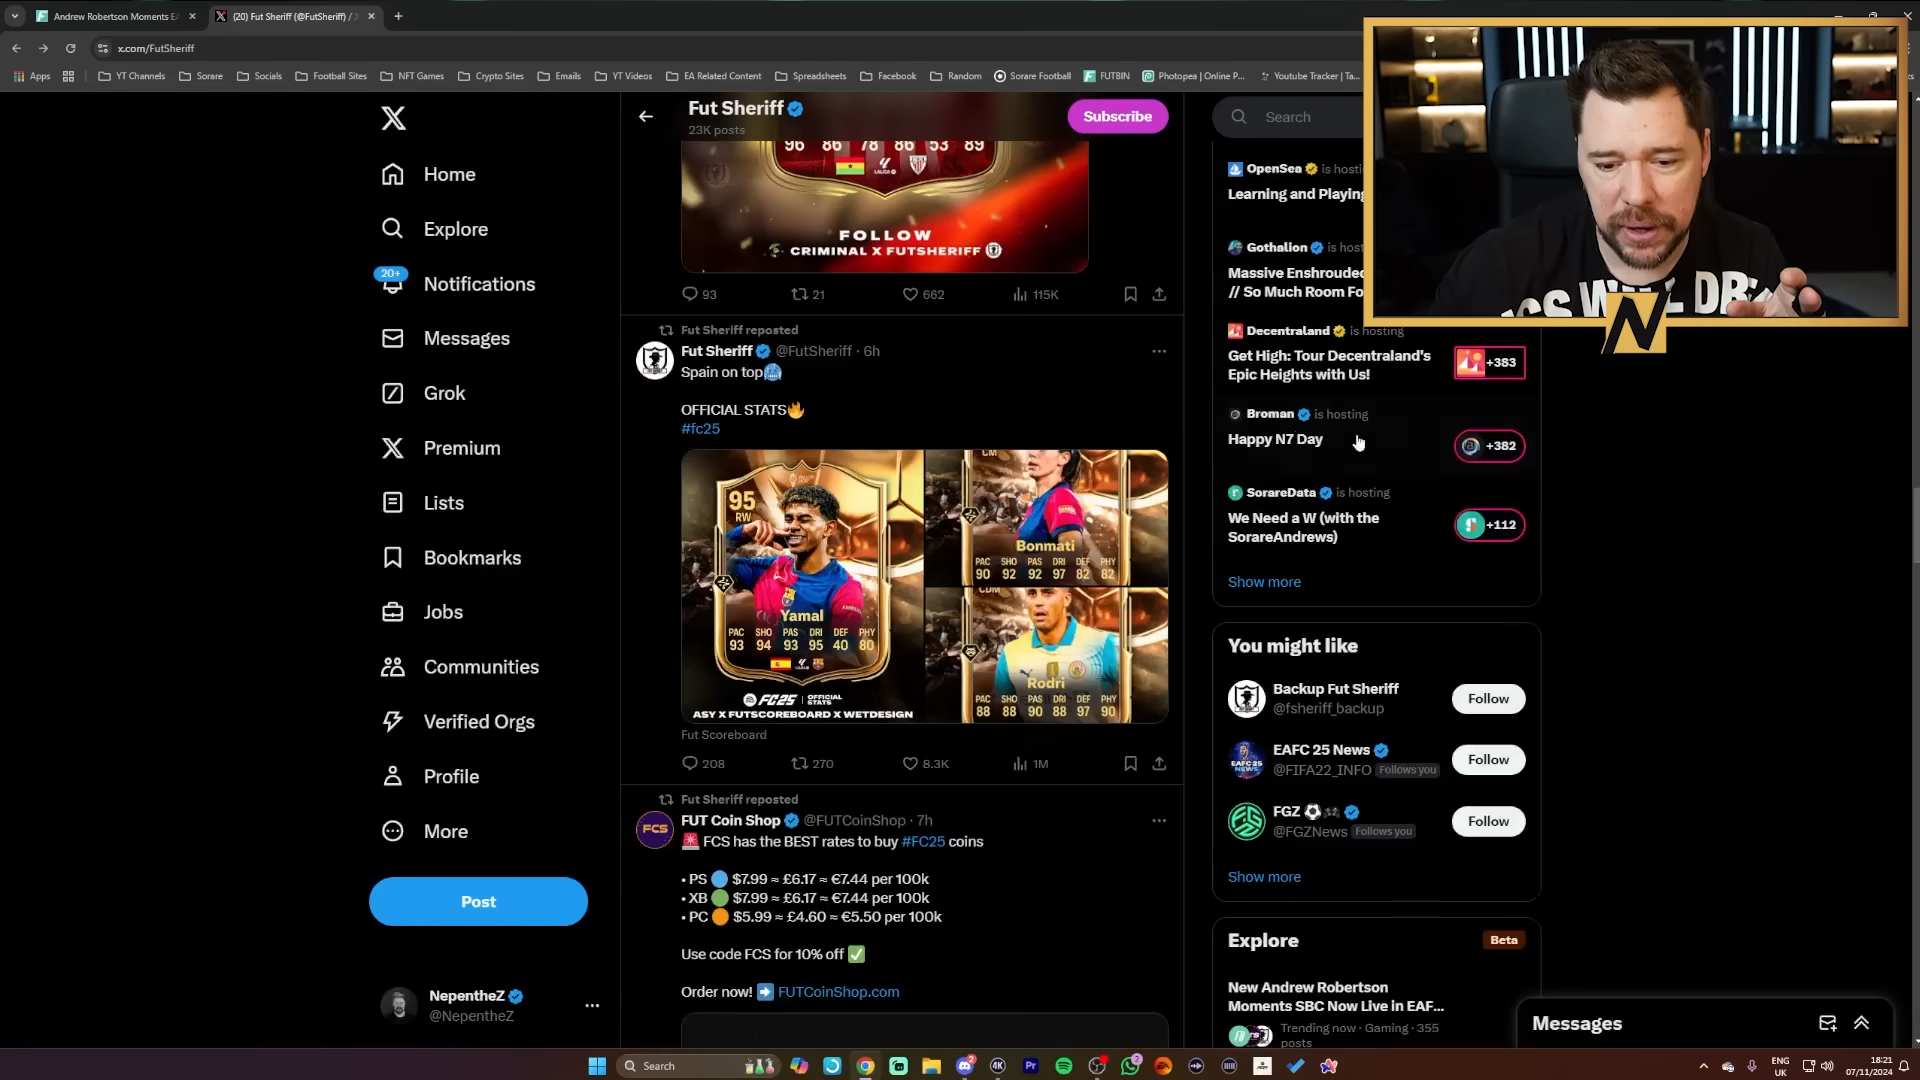 Andrew Robertson Moments E
(20) Fut Sheriff (@FutSheriff) /
x.com/FutSheriff
Apps
YT Channels
Sorare
Socials
Football Sites
NFT Games
Crypto Sites
Emails
YT Videos
EA Related Content
Spreadsheets
Facebook
Random
Sorare Football
FUTBIN
Photopea | Online P...
Youtube Tracker | Ta...
Home
Explore
20+
Notifications
Messages
Grok
Premium
Lists
Bookmarks
Jobs
Communities
Verified Orgs
Profile
More
Post
NepentheZ
@NepentheZ
Fut Sheriff
23K posts
Subscribe
96 86 78 86 53 89
FOLLOW
CRIMINAL X FUTSHERIFF
93 21 662 115K
Fut Sheriff reposted
Fut Sheriff @FutSheriff · 6h
Spain on top🥶
OFFICIAL STATS🔥
#fc25
95
RW
Yamal
PAC SHO PAS DRI DEF PHY
93 94 93 95 40 80
FC25 OFFICIAL STATS
ASY X FUTSCOREBOARD X WETDESIGN
CM
Bonmati
PAC SHO PAS DRI DEF PHY
90 92 92 97 82 82
CDM
Rodri
PAC SHO PAS DRI DEF PHY
88 88 90 88 97 90
Fut Scoreboard
208 270 8.3K 1M
Fut Sheriff reposted
FCS
FUT Coin Shop @FUTCoinShop · 7h
🚨 FCS has the BEST rates to buy #FC25 coins
• PS 🔵 $7.99 ≈ £6.17 ≈ €7.44 per 100k
• XB 🟢 $7.99 ≈ £6.17 ≈ €7.44 per 100k
• PC 🟠 $5.99 ≈ £4.60 ≈ €5.50 per 100k
Use code FCS for 10% off ✅
Order now! ➡️ FUTCoinShop.com
Search
OpenSea is hosti
Learning and Playing
Gothalion is host
Massive Enshrouded
// So Much Room Fo
Decentraland is hosting
Get High: Tour Decentraland's
Epic Heights with Us!
+383
Broman is hosting
Happy N7 Day
+382
SorareData is hosting
We Need a W (with the
SorareAndrews)
+112
Show more
You might like
Backup Fut Sheriff
@fsheriff_backup
Follow
EAFC 25 News
@FIFA22_INFO Follows you
Follow
FGZ ⚽🎮
@FGZNews Follows you
Follow
Show more
Explore
Beta
New Andrew Robertson
Moments SBC Now Live in EAF...
Trending now · Gaming · 355
posts
Messages
N
Search
ENG
UK
18:21
07/11/2024